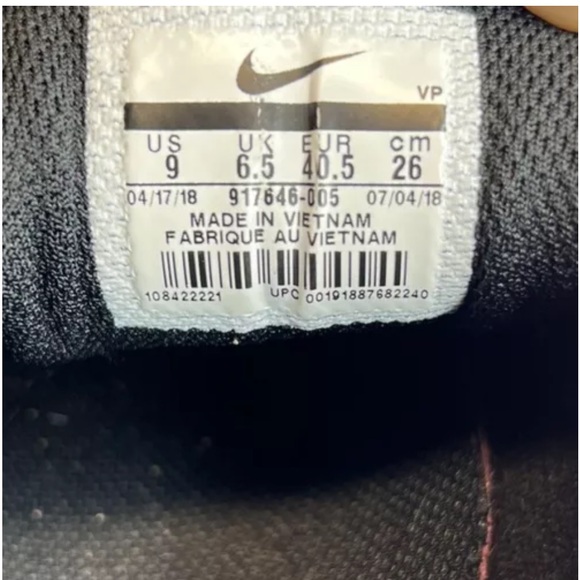 VP
US UK EUR cm
9 6.5 40.5 26
04/17/18 917646-005 07/04/18
MADE IN VIETNAM
FABRIQUE AU VIETNAM
108422221 UPC 00191887682240